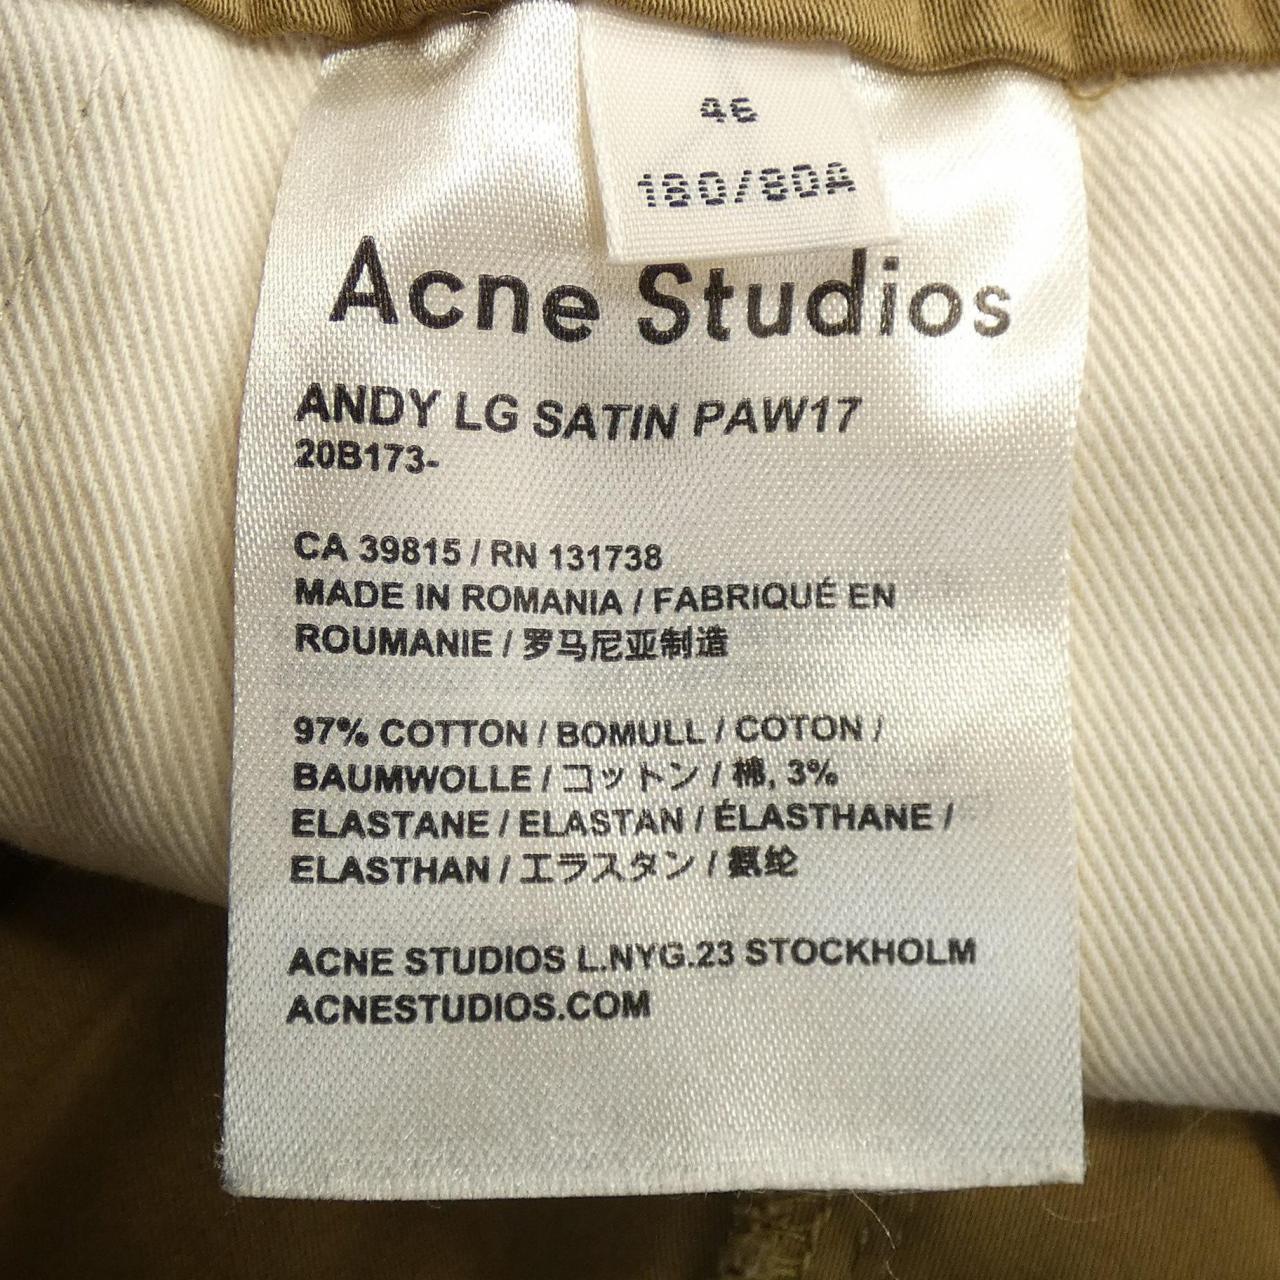 46
180/80A
Acne Studios
ANDY LG SATIN PAW17
20B173-
CA 39815 / RN 131738
MADE IN ROMANIA / FABRIQUÉ EN
ROUMANIE / 罗马尼亚制造
97% COTTON / BOMULL / COTON /
BAUMWOLLE / コットン / 棉, 3%
ELASTANE / ELASTAN / ÉLASTHANE /
ELASTHAN / エラスタン / 氨纶
ACNE STUDIOS L.NYG.23 STOCKHOLM
ACNESTUDIOS.COM